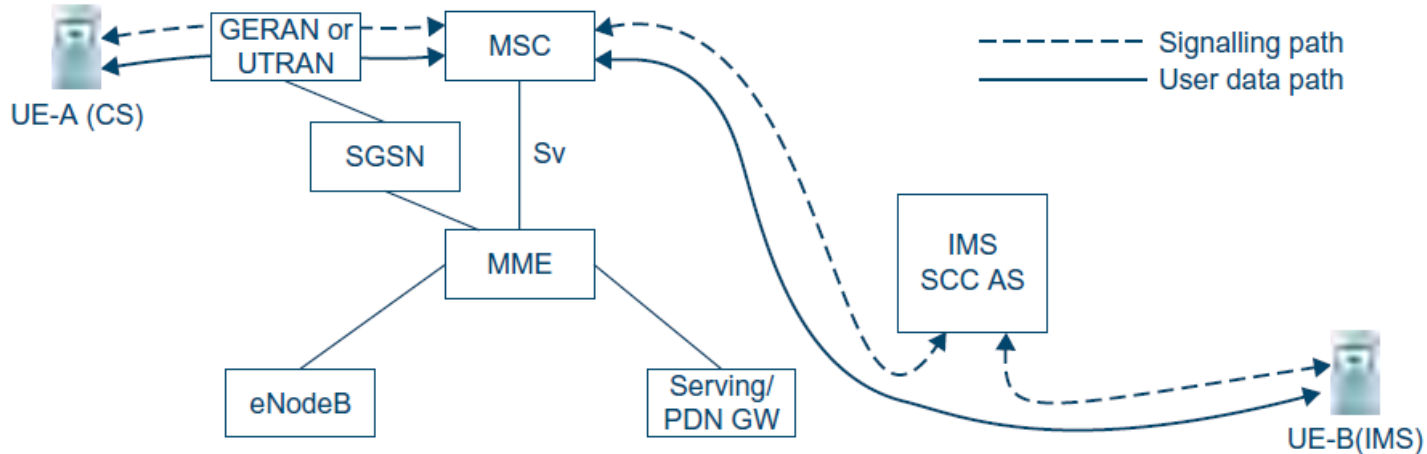 GERAN or
UTRAN
MSC
Signalling path
User data path
UE-A (CS)
SGSN
Sv
MME
IMS
SCC AS
eNodeB
Serving/
PDN GW
UE-B(IMS)